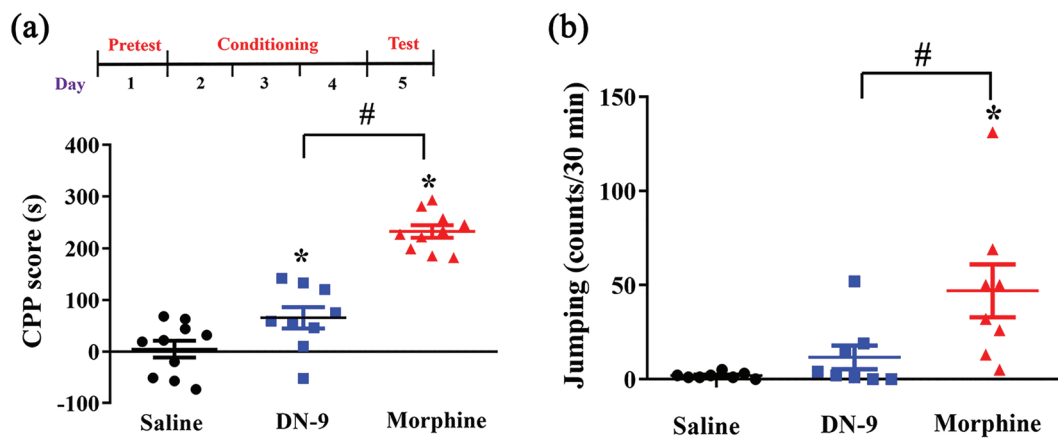 (a)
Pretest Conditioning Test
Day 1 2 3 4 5
#
400
300
200
100
0
-100
CPP score (s)
*
*
Saline DN-9 Morphine
(b)
#
150
100
50
0
Jumping (counts/30 min)
*
Saline DN-9 Morphine